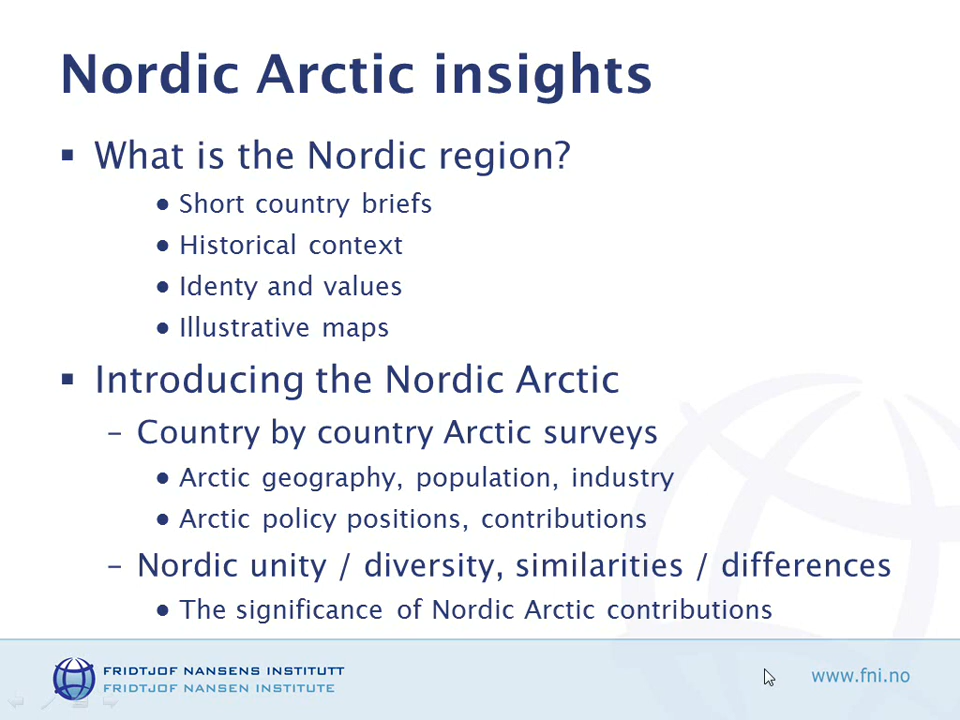 Nordic Arctic insights
▪ What is the Nordic region?
• Short country briefs
• Historical context
• Identy and values
• Illustrative maps
▪ Introducing the Nordic Arctic
– Country by country Arctic surveys
• Arctic geography, population, industry
• Arctic policy positions, contributions
– Nordic unity / diversity, similarities / differences
• The significance of Nordic Arctic contributions
FRIDTJOF NANSENS INSTITUTT
FRIDTJOF NANSEN INSTITUTE
www.fni.no